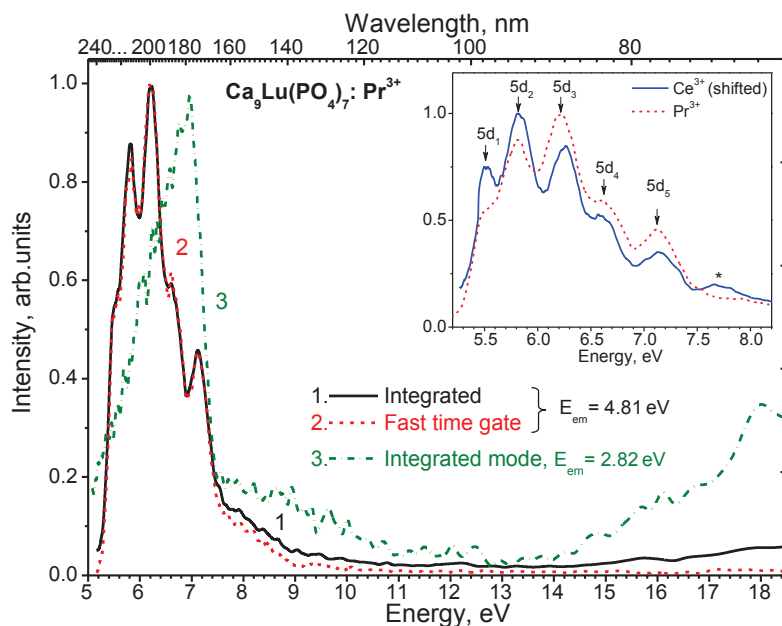 Wavelength, nm
240 ... 200 180 160 140 120 100 80
Ca₉Lu(PO₄)₇: Pr³⁺
Intensity, arb.units
1.0
0.8
0.6
0.4
0.2
0.0
5 6 7 8 9 10 11 12 13 14 15 16 17 18
Energy, eV
2
3
1
1. Integrated
2. Fast time gate
E_em = 4.81 eV
3. Integrated mode, E_em = 2.82 eV
Ce³⁺ (shifted)
Pr³⁺
5d₁
5d₂
5d₃
5d₄
5d₅
*
1.0
0.5
0.0
5.5 6.0 6.5 7.0 7.5 8.0
Energy, eV